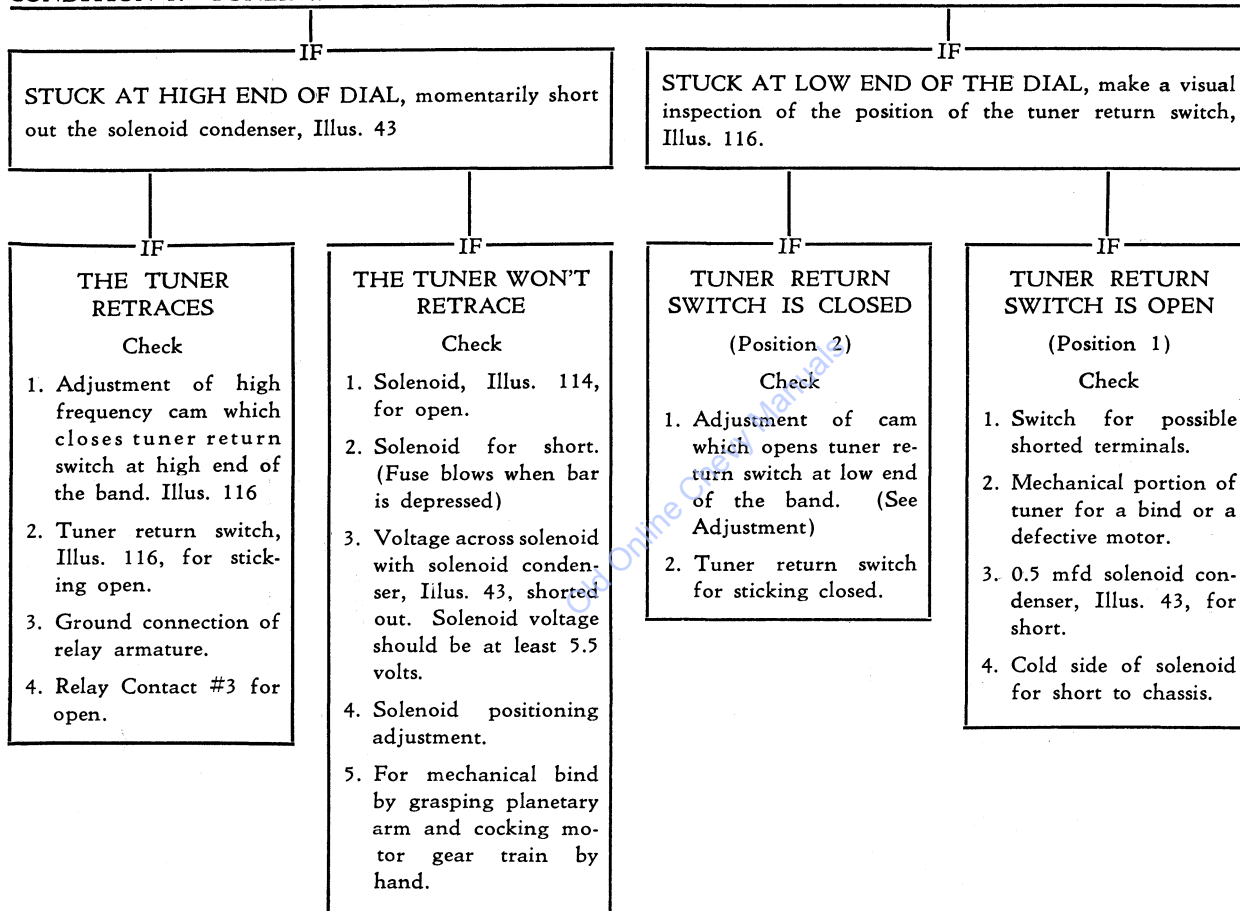 IF
STUCK AT HIGH END OF DIAL, momentarily short
out the solenoid condenser, Illus. 43
IF
THE TUNER
RETRACES
Check
1. Adjustment of high
frequency cam which
closes tuner return
switch at high end of
the band. Illus. 116
2. Tuner return switch,
Illus. 116, for stick-
ing open.
3. Ground connection of
relay armature.
4. Relay Contact #3 for
open.
IF
THE TUNER WON'T
RETRACE
Check
1. Solenoid, Illus. 114,
for open.
2. Solenoid for short.
(Fuse blows when bar
is depressed)
3. Voltage across solenoid
with solenoid conden-
ser, Illus. 43, shorted
out. Solenoid voltage
should be at least 5.5
volts.
4. Solenoid positioning
adjustment.
5. For mechanical bind
by grasping planetary
arm and cocking mo-
tor gear train by
hand.
IF
STUCK AT LOW END OF THE DIAL, make a visual
inspection of the position of the tuner return switch,
Illus. 116.
IF
TUNER RETURN
SWITCH IS CLOSED
(Position 2)
Check
1. Adjustment of cam
which opens tuner re-
turn switch at low end
of the band. (See
Adjustment)
2. Tuner return switch
for sticking closed.
IF
TUNER RETURN
SWITCH IS OPEN
(Position 1)
Check
1. Switch for possible
shorted terminals.
2. Mechanical portion of
tuner for a bind or a
defective motor.
3. 0.5 mfd solenoid con-
denser, Illus. 43, for
short.
4. Cold side of solenoid
for short to chassis.
Old Online Chevy Manuals